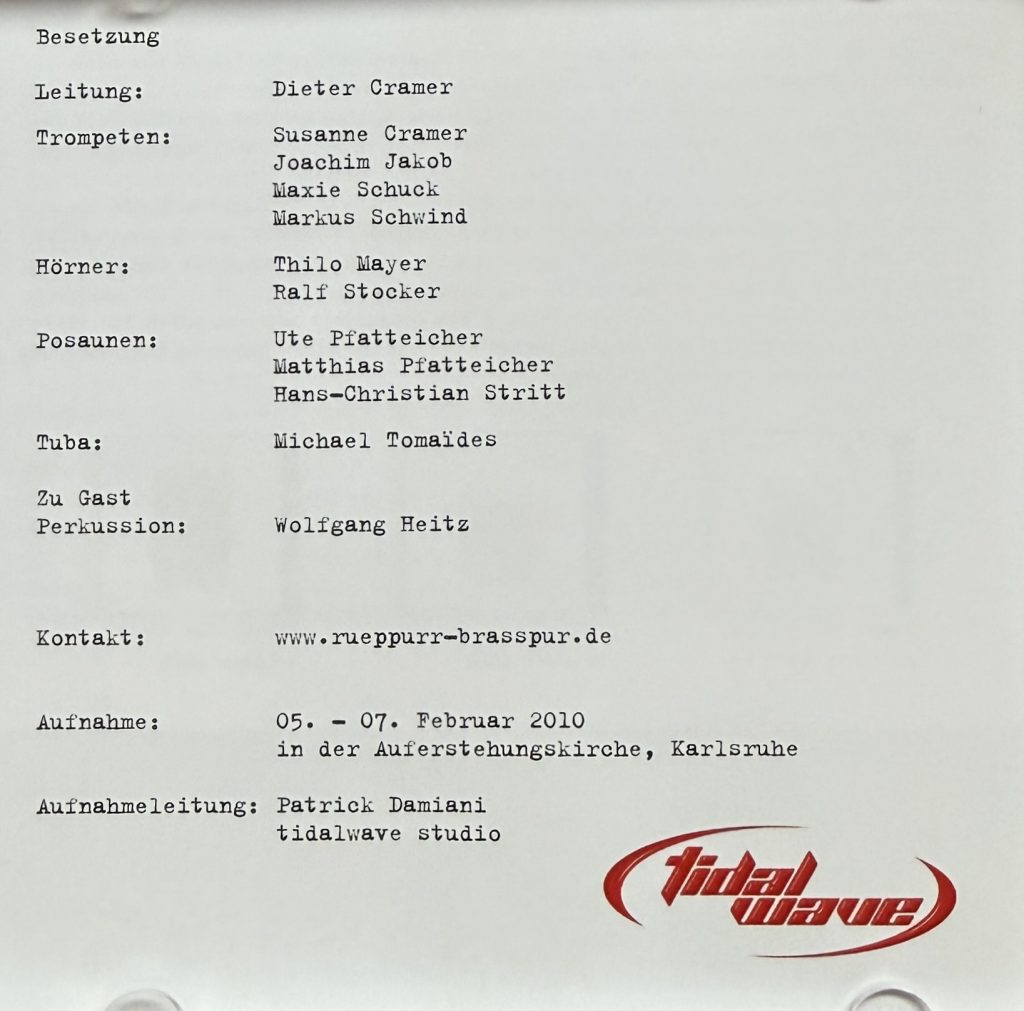 Besetzung
Leitung: Dieter Cramer
Trompeten: Susanne Cramer
Joachim Jakob
Maxie Schuck
Markus Schwind
Hörner: Thilo Mayer
Ralf Stocker
Posaunen: Ute Pfatteicher
Matthias Pfatteicher
Hans-Christian Stritt
Tuba: Michael Tomaïdes
Zu Gast
Perkussion: Wolfgang Heitz
Kontakt: www.rueppurr-brasspur.de
Aufnahme: 05. - 07. Februar 2010
in der Auferstehungskirche, Karlsruhe
Aufnahmeleitung: Patrick Damiani
tidalwave studio
tidal
wave